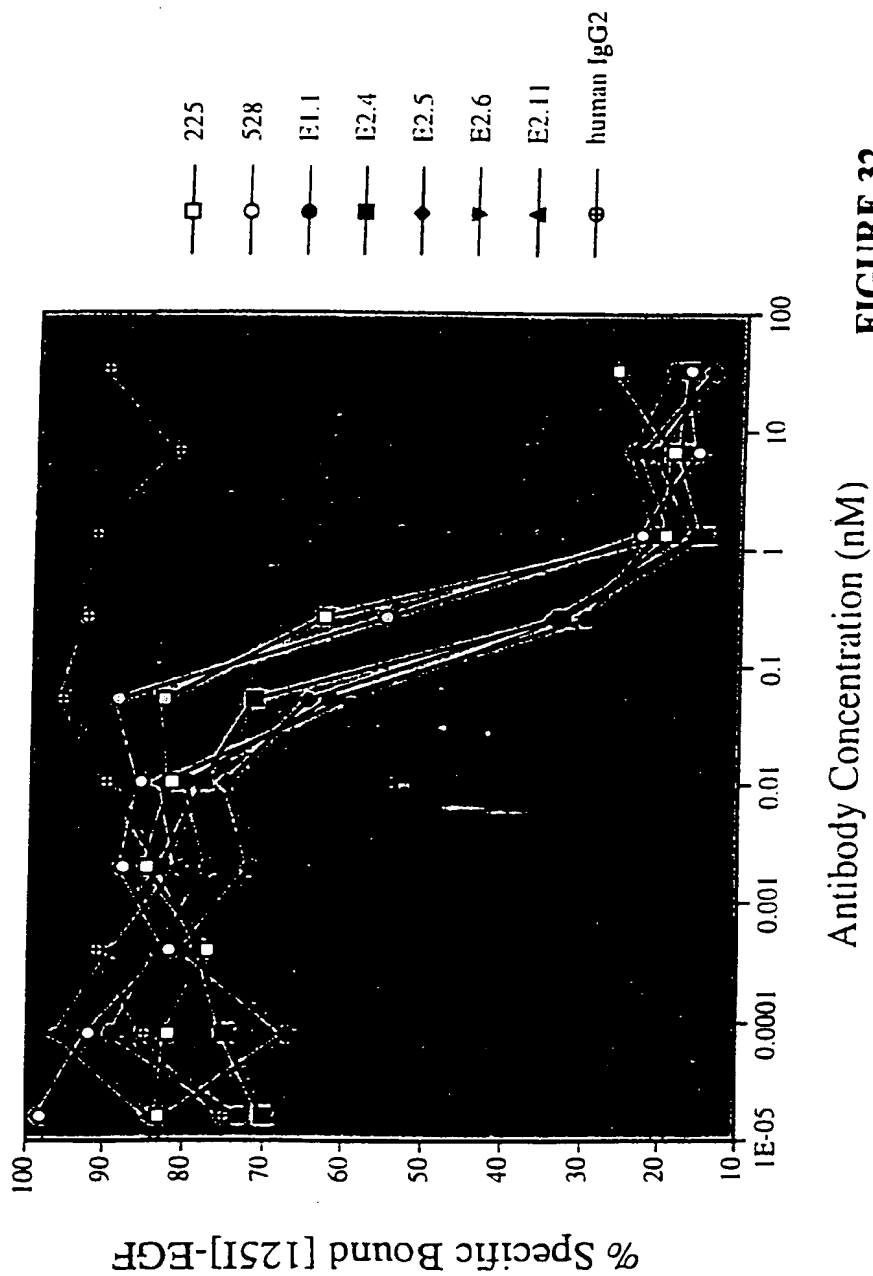 % Specific Bound [125I]-EGF
100
90
80
70
60
50
40
30
20
10
1E-05
0.0001
0.001
0.01
0.1
1
10
100
Antibody Concentration (nM)
225
528
E1.1
E2.4
E2.5
E2.6
E2.11
human IgG2
FIGURE 32